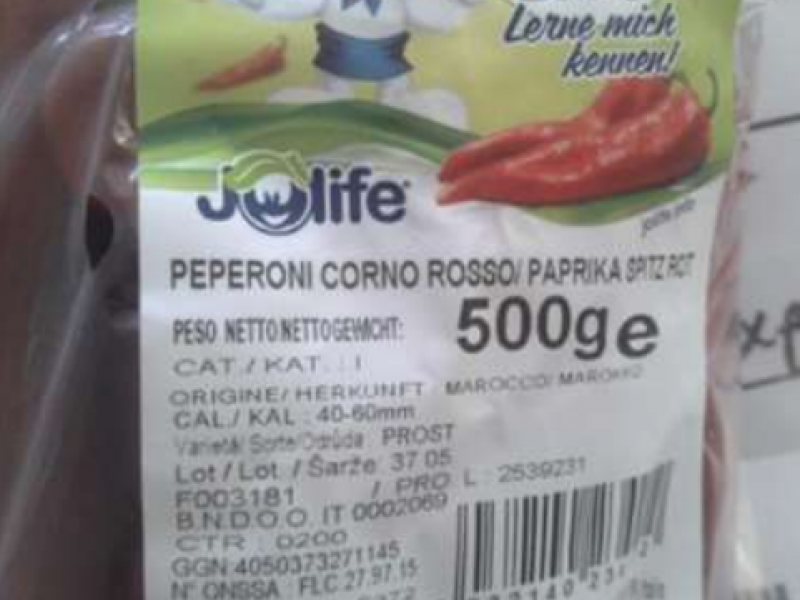 Lerne mich
kennen!
Jolife
PEPERONI CORNO ROSSO/ PAPRIKA SPITZ ROT
PESO NETTO NETTOGEWICHT: 500g e
CAT / KAT. : I
ORIGINE/ HERKUNFT MAROCCO/ MAROKKO
CAL./ KAL : 40-60mm
Varietá/ Sorte/Odrůda PROST
Lot / Lot / Šarže: 37 05
F003181 / PRO L : 2539231
B.N.D.O.O. IT 0002069
CTR 0200
GGN 4050373271145
N° ONSSA : FLC.27.97.15